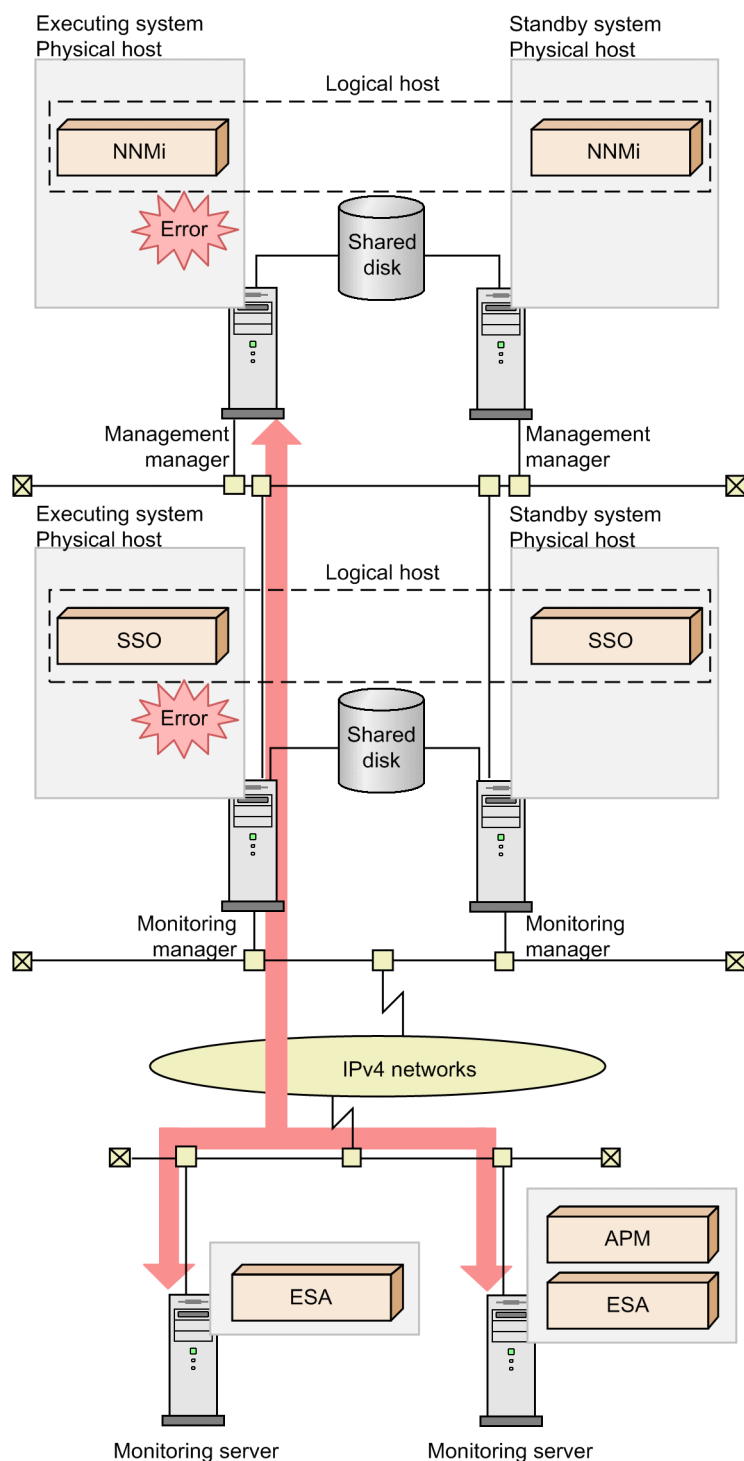 Executing system
Physical host
Standby system
Physical host
Logical host
NNMi
NNMi
Error
Shared
disk
Management
manager
Management
manager
Executing system
Physical host
Standby system
Physical host
Logical host
SSO
SSO
Error
Shared
disk
Monitoring
manager
Monitoring
manager
IPv4 networks
APM
ESA
ESA
Monitoring server
Monitoring server